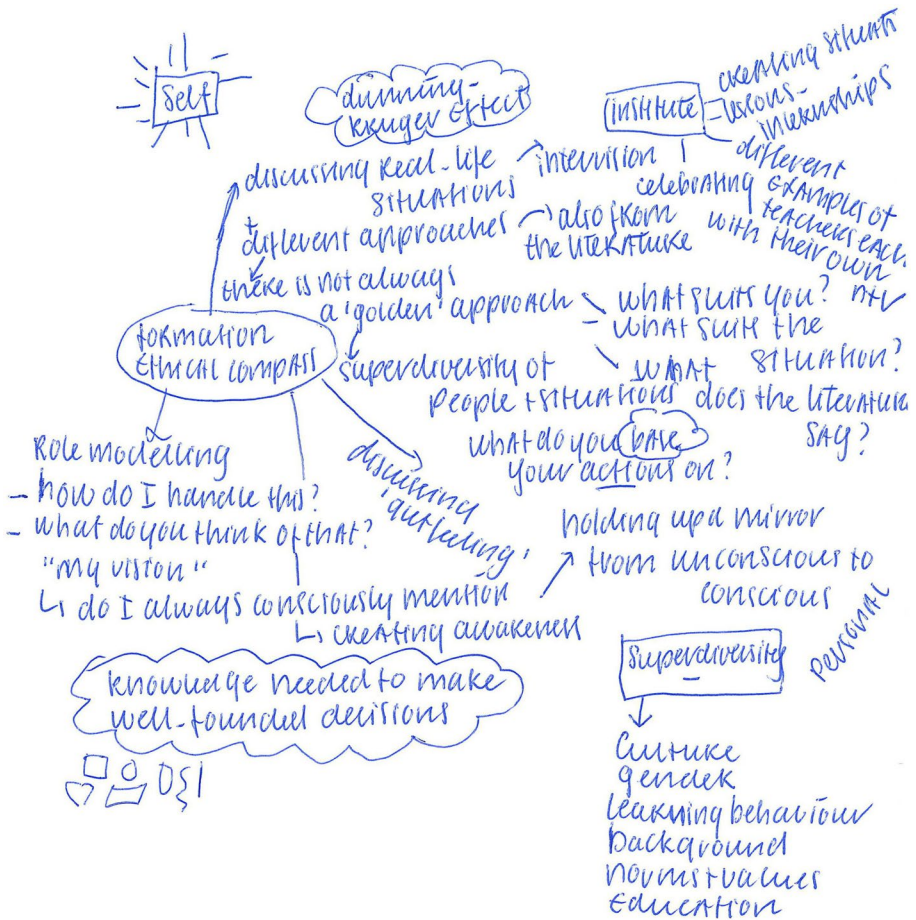 Self
dunning-
kruger effect
institute
creating situati
- lessons-
internships
different
examples of
teachers each
with their own
celebrating
discussing real-life
situations
intervision
+
different approaches
also from
the literature
there is not always
a 'golden' approach
- what suits you?
- what suits the
situation?
- what
does the literature
say?
formation
ethical compass
superdiversity of
people + situations
what do you base
your actions on?
Role modelling
- how do I handle this?
- what do you think of that?
"my vision"
↳ do I always consciously mention
↳ creating awareness
discussing
holding up a mirror
from unconscious to
conscious
personal
knowledge needed to make
well-founded decisions
superdiversity
culture
gender
learning behaviour
background
norms + values
education